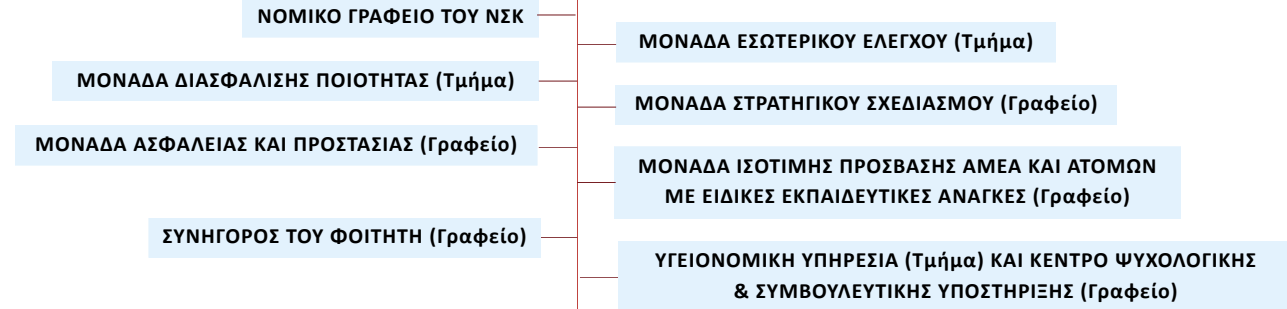 ΝΟΜΙΚΟ ΓΡΑΦΕΙΟ ΤΟΥ ΝΣΚ
ΜΟΝΑΔΑ ΕΣΩΤΕΡΙΚΟΥ ΕΛΕΓΧΟΥ (Τμήμα)
ΜΟΝΑΔΑ ΔΙΑΣΦΑΛΙΣΗΣ ΠΟΙΟΤΗΤΑΣ (Τμήμα)
ΜΟΝΑΔΑ ΣΤΡΑΤΗΓΙΚΟΥ ΣΧΕΔΙΑΣΜΟΥ (Γραφείο)
ΜΟΝΑΔΑ ΑΣΦΑΛΕΙΑΣ ΚΑΙ ΠΡΟΣΤΑΣΙΑΣ (Γραφείο)
ΜΟΝΑΔΑ ΙΣΟΤΙΜΗΣ ΠΡΟΣΒΑΣΗΣ ΑΜΕΑ ΚΑΙ ΑΤΟΜΩΝ
ΜΕ ΕΙΔΙΚΕΣ ΕΚΠΑΙΔΕΥΤΙΚΕΣ ΑΝΑΓΚΕΣ (Γραφείο)
ΣΥΝΗΓΟΡΟΣ ΤΟΥ ΦΟΙΤΗΤΗ (Γραφείο)
ΥΓΕΙΟΝΟΜΙΚΗ ΥΠΗΡΕΣΙΑ (Τμήμα) ΚΑΙ ΚΕΝΤΡΟ ΨΥΧΟΛΟΓΙΚΗΣ
& ΣΥΜΒΟΥΛΕΥΤΙΚΗΣ ΥΠΟΣΤΗΡΙΞΗΣ (Γραφείο)